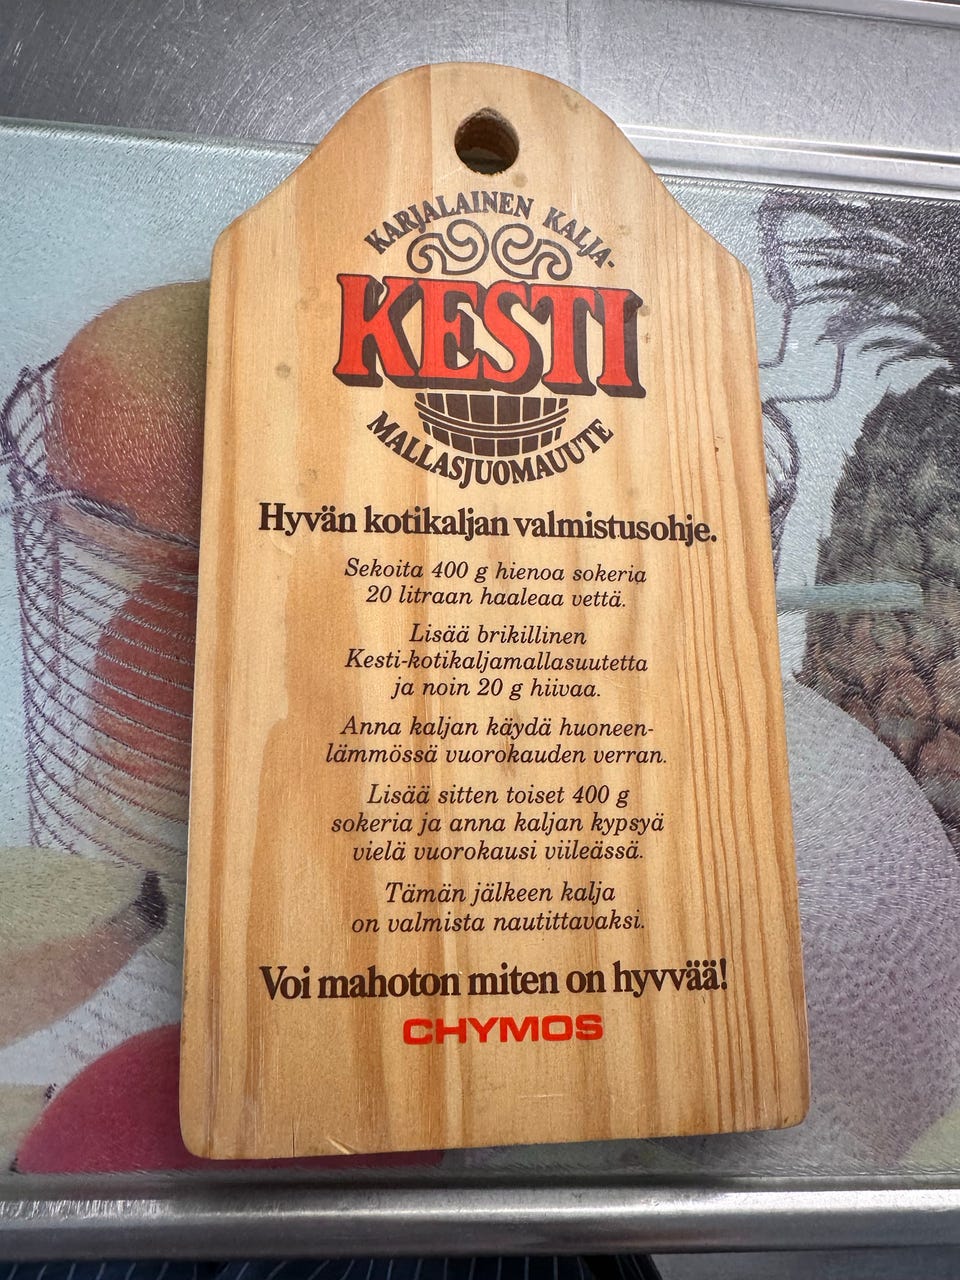 KARJALAINEN KALJA-
KESTI
MALLASJUOMAUUTE
Hyvän kotikaljan valmistusohje.
Sekoita 400 g hienoa sokeria
20 litraan haaleaa vettä.
Lisää brikillinen
Kesti-kotikaljamallasuutetta
ja noin 20 g hiivaa.
Anna kaljan käydä huoneen-
lämmössä vuorokauden verran.
Lisää sitten toiset 400 g
sokeria ja anna kaljan kypsyä
vielä vuorokausi viileässä.
Tämän jälkeen kalja
on valmista nautittavaksi.
Voi mahoton miten on hyvvää!
CHYMOS